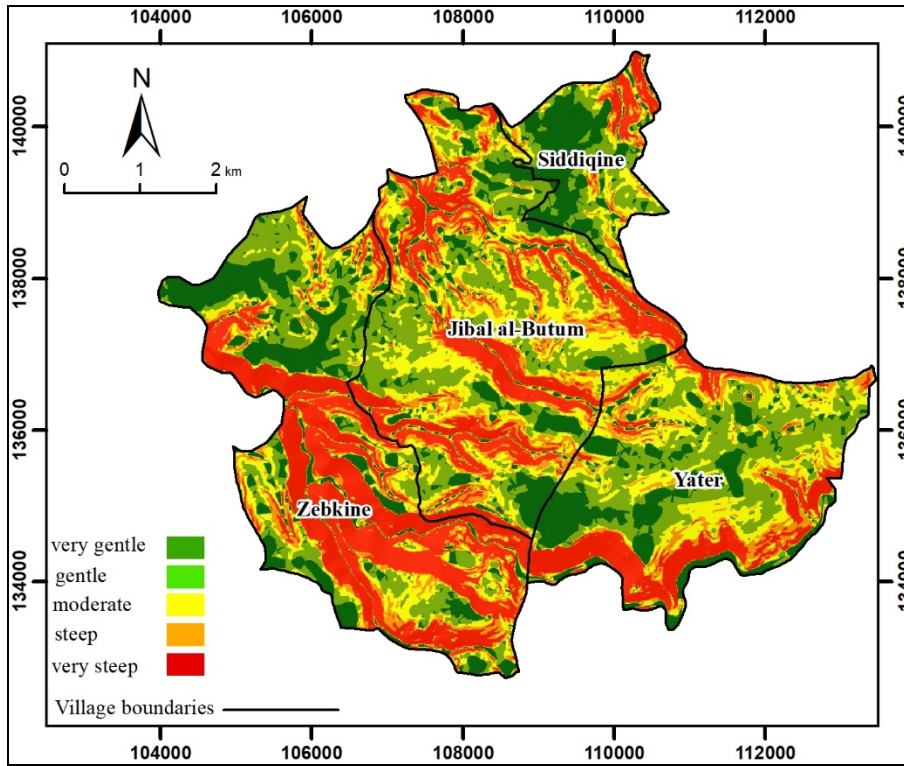 104000 106000 108000 110000 112000
N
0 1 2 km
140000 140000
Siddiqine
138000 138000
Jibal al-Butum
136000 136000
Yater
Zebkine
very gentle
gentle
134000 134000
moderate
steep
very steep
Village boundaries
104000 106000 108000 110000 112000